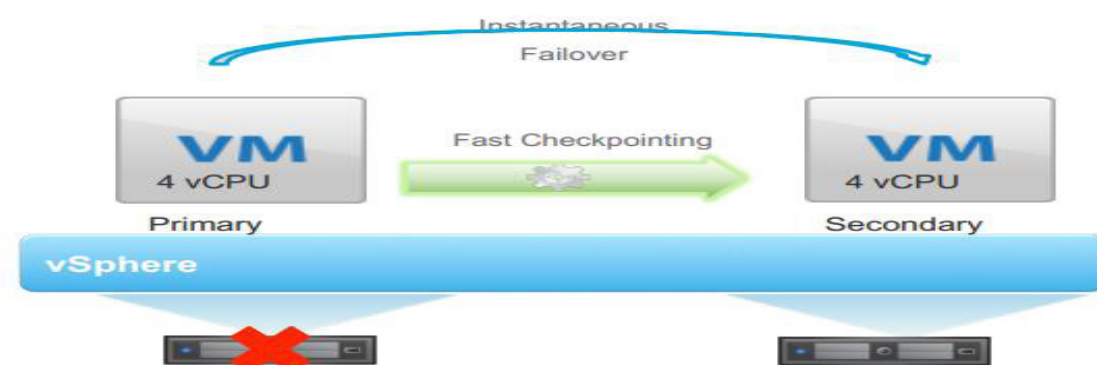 Instantaneous
Failover
VM
4 vCPU
Fast Checkpointing
VM
4 vCPU
Primary
Secondary
vSphere